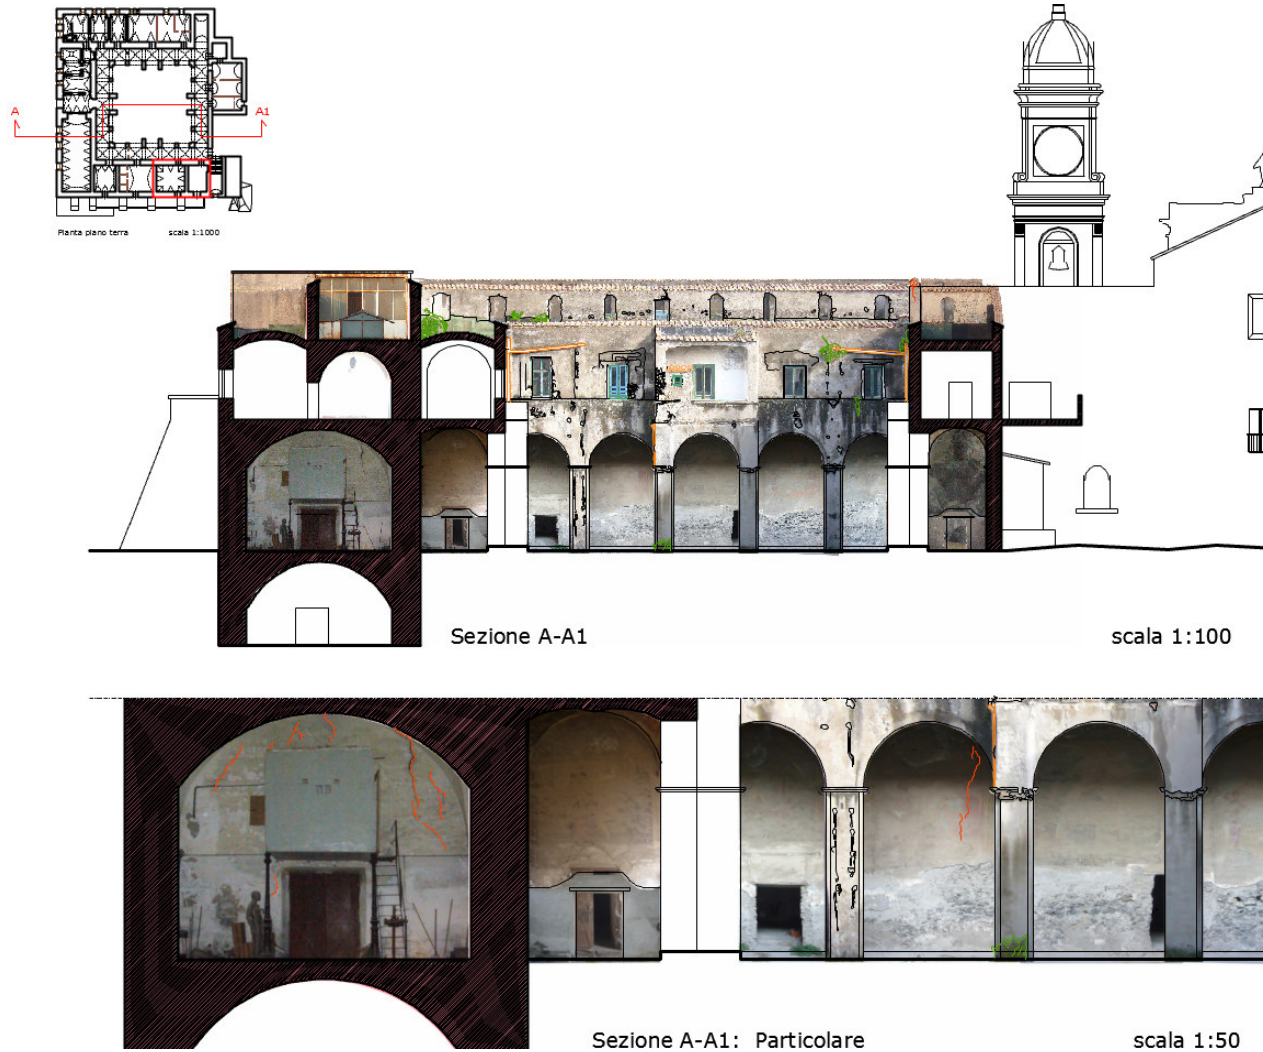 A A1
Pianta piano terra scala 1:1000
Sezione A-A1 scala 1:100
Sezione A-A1: Particolare scala 1:50